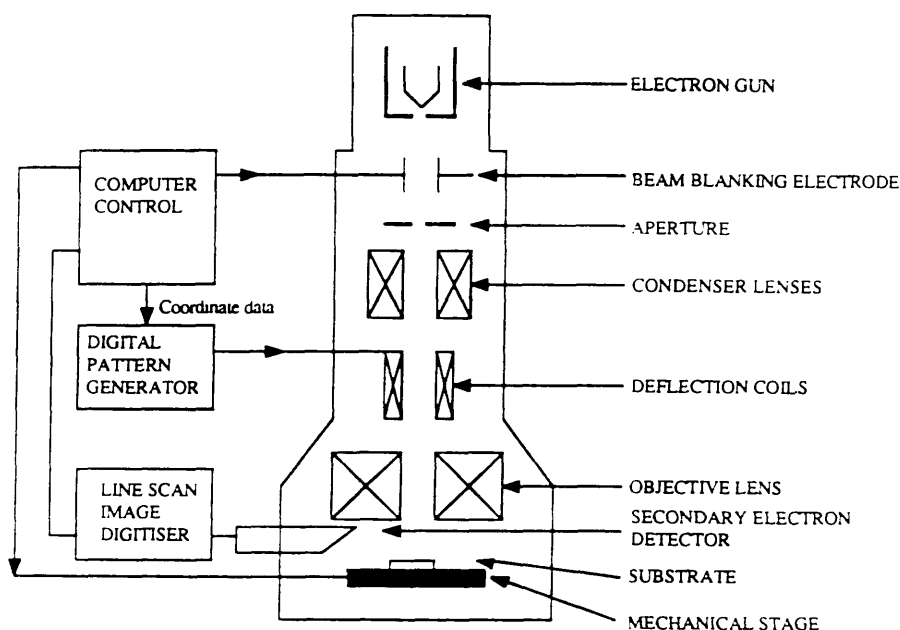 ELECTRON GUN
COMPUTER
CONTROL
BEAM BLANKING ELECTRODE
APERTURE
CONDENSER LENSES
Coordinate data
DIGITAL
PATTERN
GENERATOR
DEFLECTION COILS
LINE SCAN
IMAGE
DIGITISER
OBJECTIVE LENS
SECONDARY ELECTRON
DETECTOR
SUBSTRATE
MECHANICAL STAGE